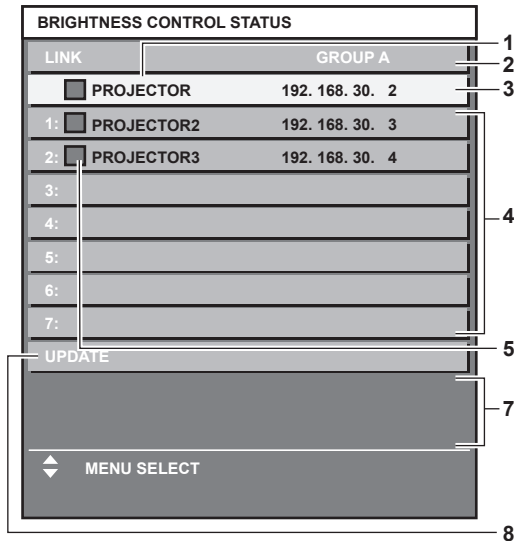 BRIGHTNESS CONTROL STATUS
LINK GROUP A
PROJECTOR 192. 168. 30. 2
1: PROJECTOR2 192. 168. 30. 3
2: PROJECTOR3 192. 168. 30. 4
3:
4:
5:
6:
7:
UPDATE
MENU SELECT
1
2
3
4
5
7
8